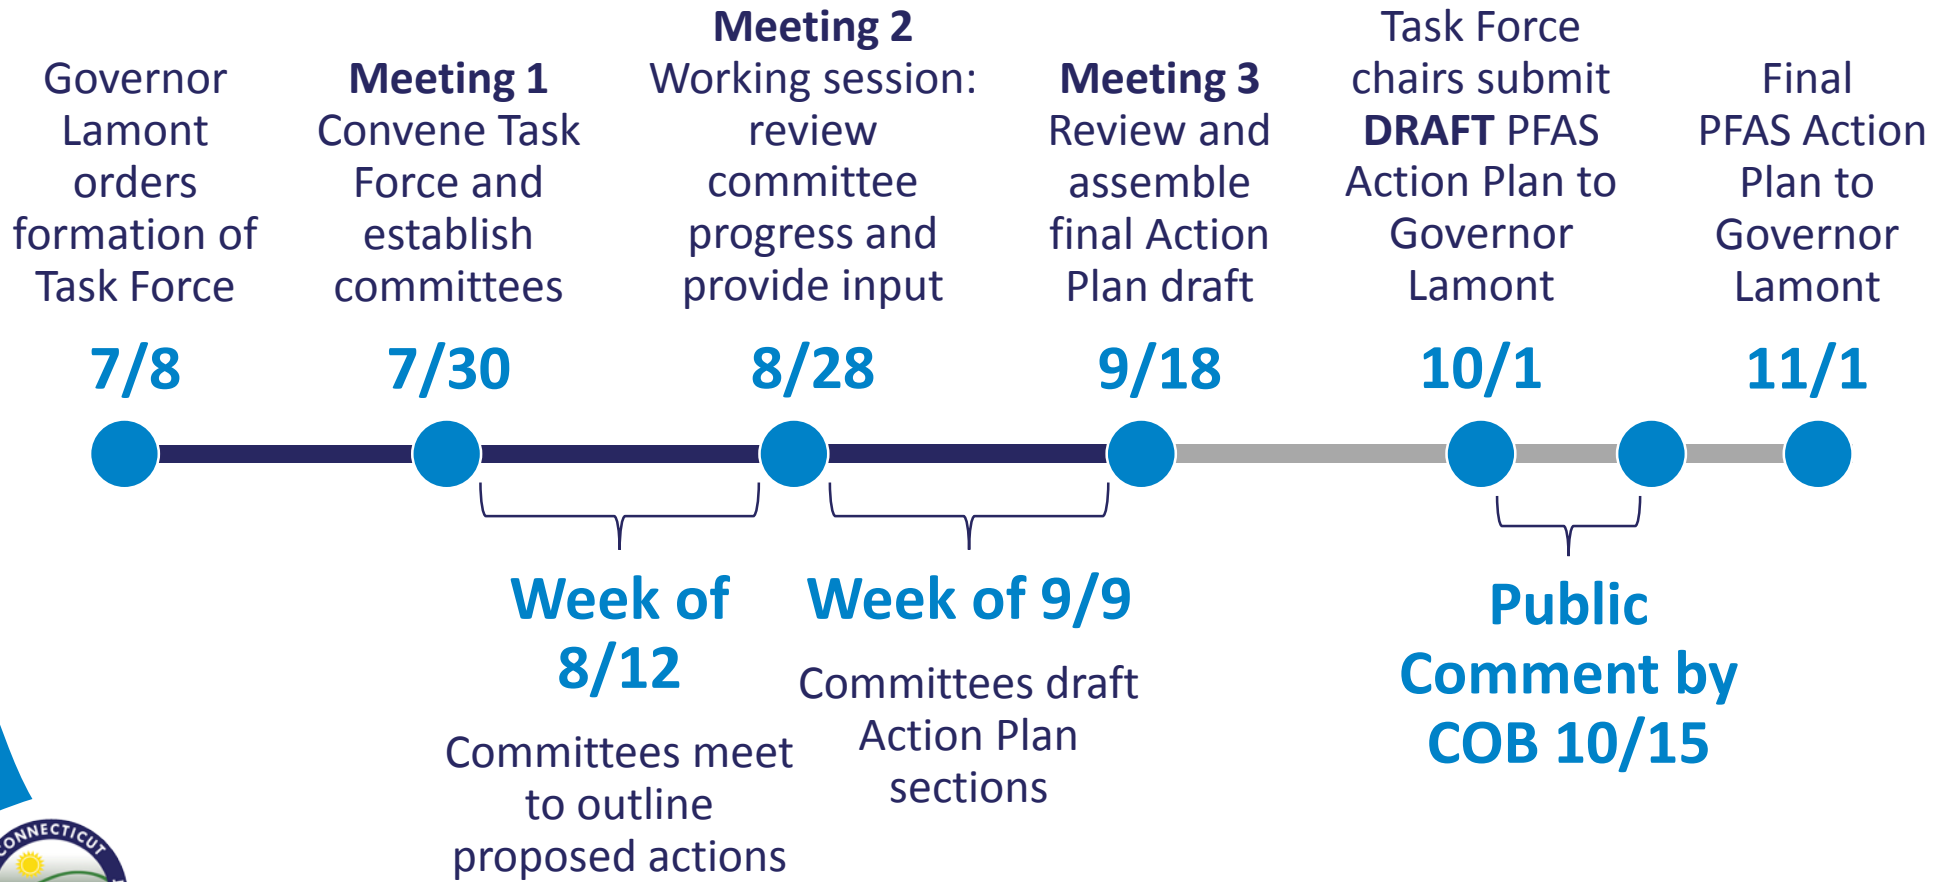 Governor
Lamont
orders
formation of
Task Force
7/8
Meeting 1
Convene Task
Force and
establish
committees
7/30
Meeting 2
Working session:
review
committee
progress and
provide input
8/28
Meeting 3
Review and
assemble
final Action
Plan draft
9/18
Task Force
chairs submit
DRAFT PFAS
Action Plan to
Governor
Lamont
10/1
Final
PFAS Action
Plan to
Governor
Lamont
11/1
Week of
8/12
Committees meet
to outline
proposed actions
Week of 9/9
Committees draft
Action Plan
sections
Public
Comment by
COB 10/15
CONNECTICUT